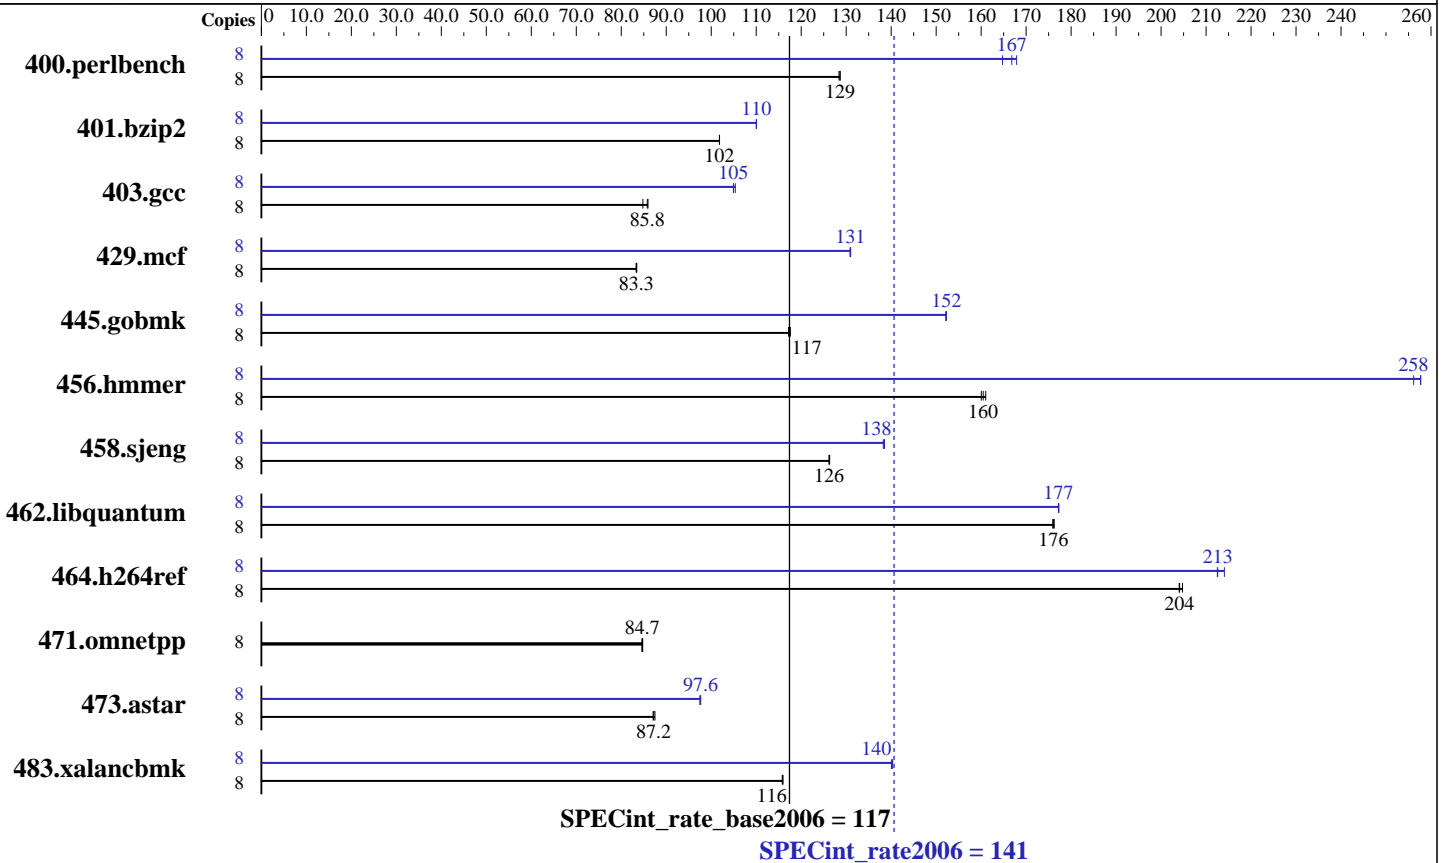 Copies 0 10.0 20.0 30.0 40.0 50.0 60.0 70.0 80.0 90.0 100 110 120 130 140 150 160 170 180 190 200 210 220 230 240 260
400.perlbench
8 167
8 129
401.bzip2
8 110
8 102
403.gcc
8 105
8 85.8
429.mcf
8 131
8 83.3
445.gobmk
8 152
8 117
456.hmmer
8 258
8 160
458.sjeng
8 138
8 126
462.libquantum
8 177
8 176
464.h264ref
8 213
8 204
471.omnetpp
8 84.7
473.astar
8 97.6
8 87.2
483.xalancbmk
8 140
8 116
SPECint_rate_base2006 = 117
SPECint_rate2006 = 141